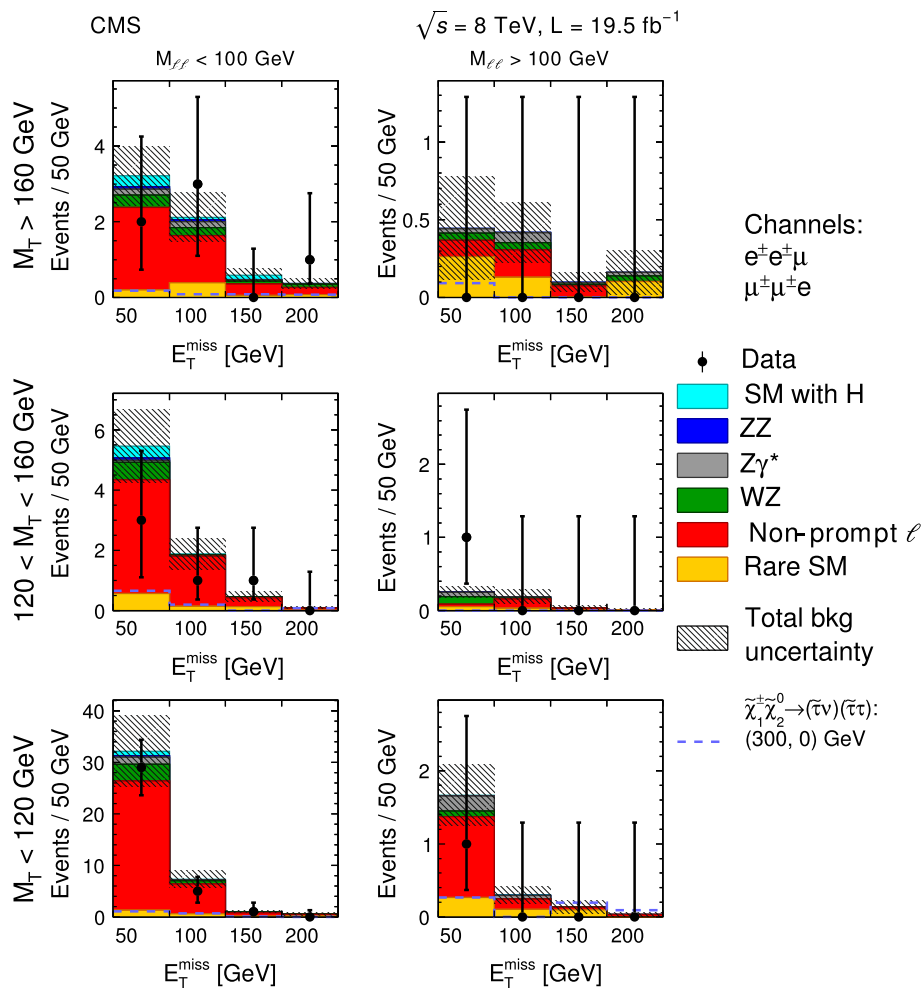 CMS
√s = 8 TeV, L = 19.5 fb⁻¹
M_ℓℓ < 100 GeV
M_ℓℓ > 100 GeV
M_T > 160 GeV
Events / 50 GeV
4
2
0
50 100 150 200
E_T^miss [GeV]
Events / 50 GeV
1
0.5
0
50 100 150 200
E_T^miss [GeV]
Channels:
e±e±μ
μ±μ±e
120 < M_T < 160 GeV
Events / 50 GeV
6
4
2
0
50 100 150 200
E_T^miss [GeV]
Events / 50 GeV
2
1
0
50 100 150 200
E_T^miss [GeV]
Data
SM with H
ZZ
Zγ*
WZ
Non-prompt ℓ
Rare SM
Total bkg
uncertainty
χ̃₁± χ̃₂⁰→(τ̃ν)(τ̃τ):
(300, 0) GeV
M_T < 120 GeV
Events / 50 GeV
40
30
20
10
0
50 100 150 200
E_T^miss [GeV]
Events / 50 GeV
2
1
0
50 100 150 200
E_T^miss [GeV]